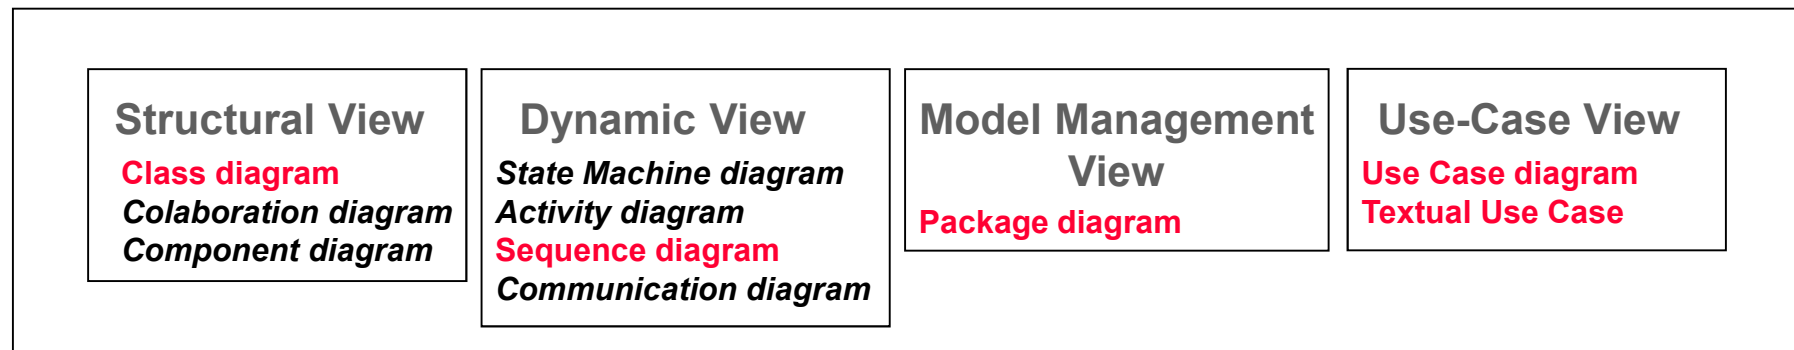 Structural View
Class diagram
Colaboration diagram
Component diagram
Dynamic View
State Machine diagram
Activity diagram
Sequence diagram
Communication diagram
Model Management
View
Package diagram
Use-Case View
Use Case diagram
Textual Use Case